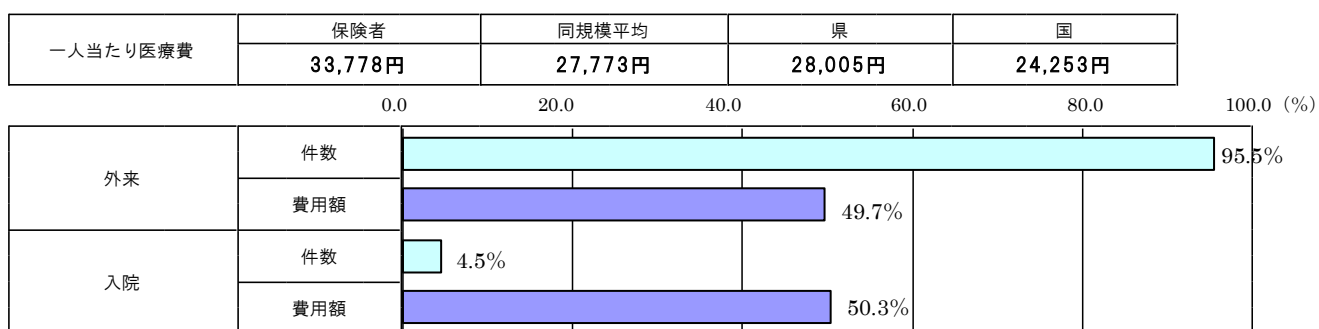 一人当たり医療費 保険者 同規模平均 県 国
33,778円 27,773円 28,005円 24,253円
0.0 20.0 40.0 60.0 80.0 100.0 (%)
外来 件数 95.5%
費用額 49.7%
入院 件数 4.5%
費用額 50.3%